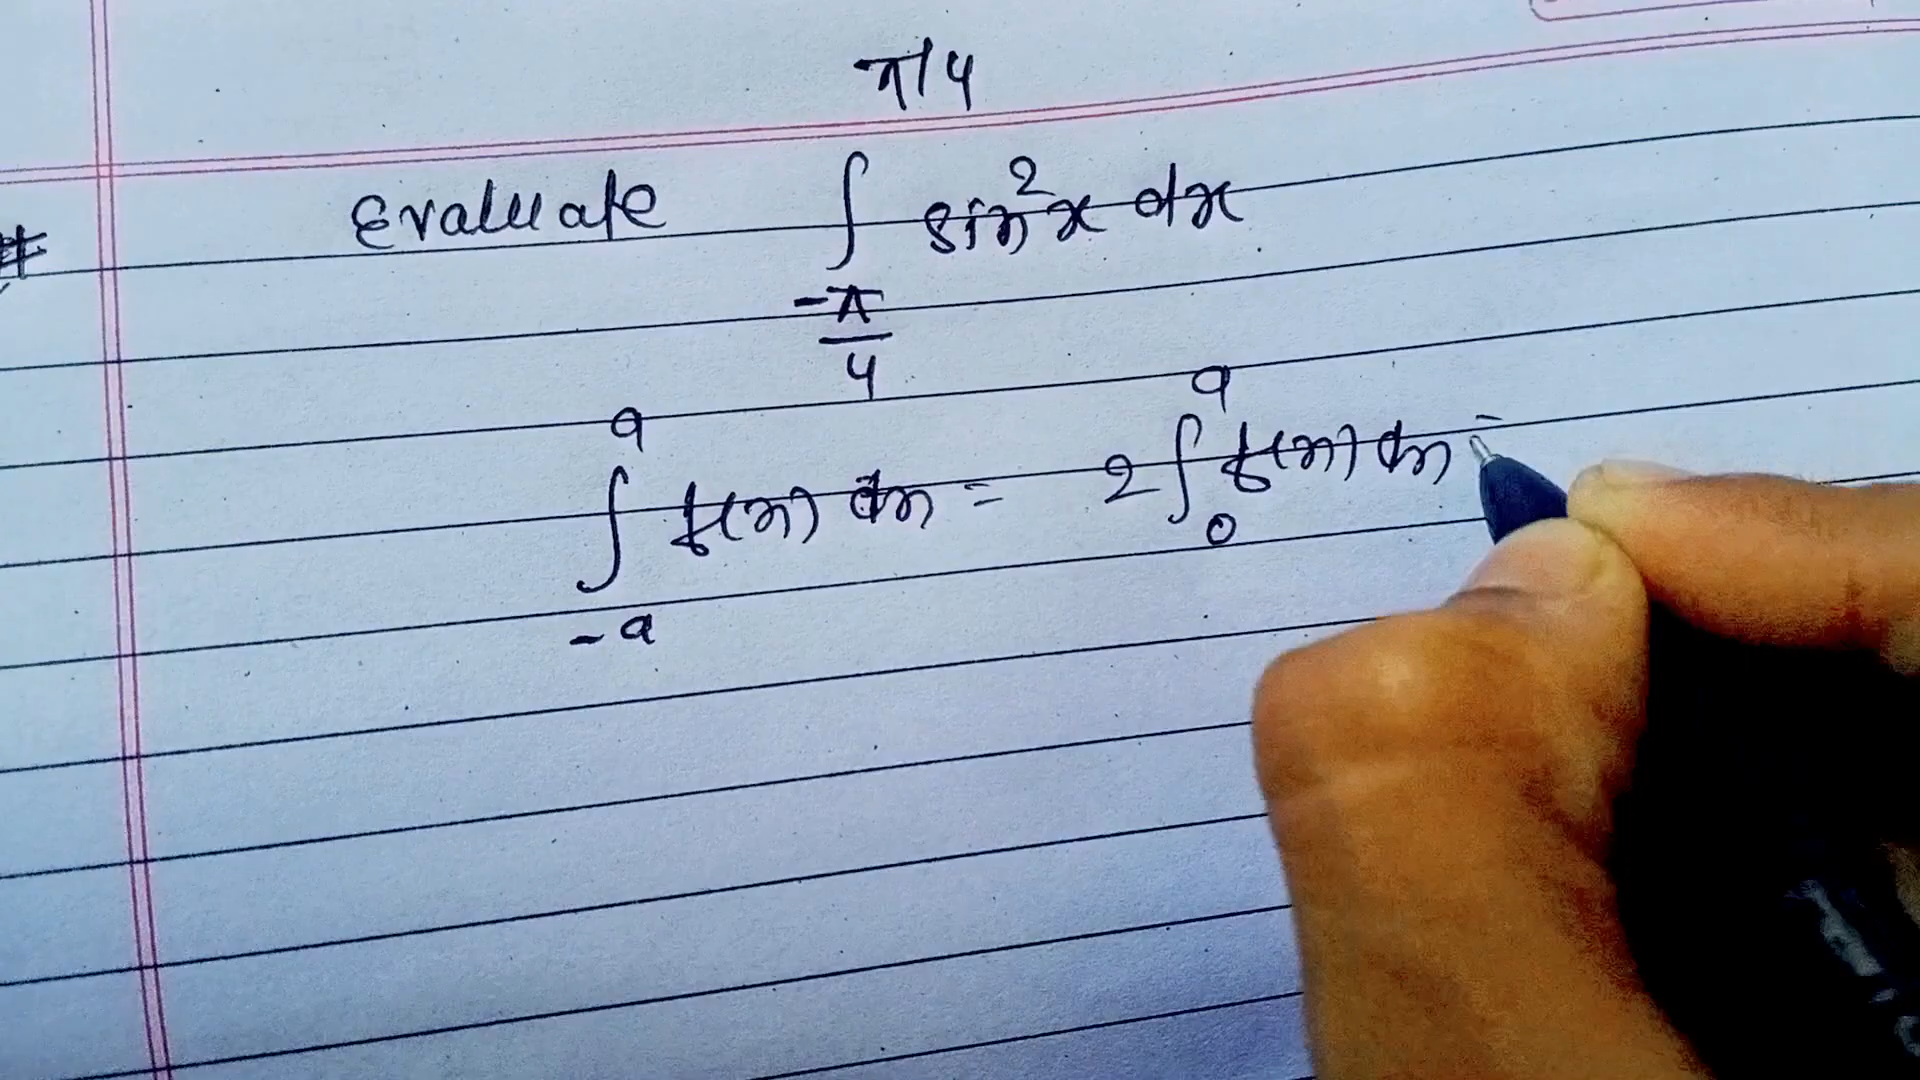 π/4
# Evaluate ∫ sin²x dx
-π/4
a a
∫ f(x) dx = 2∫ f(x) dx =
0
-a